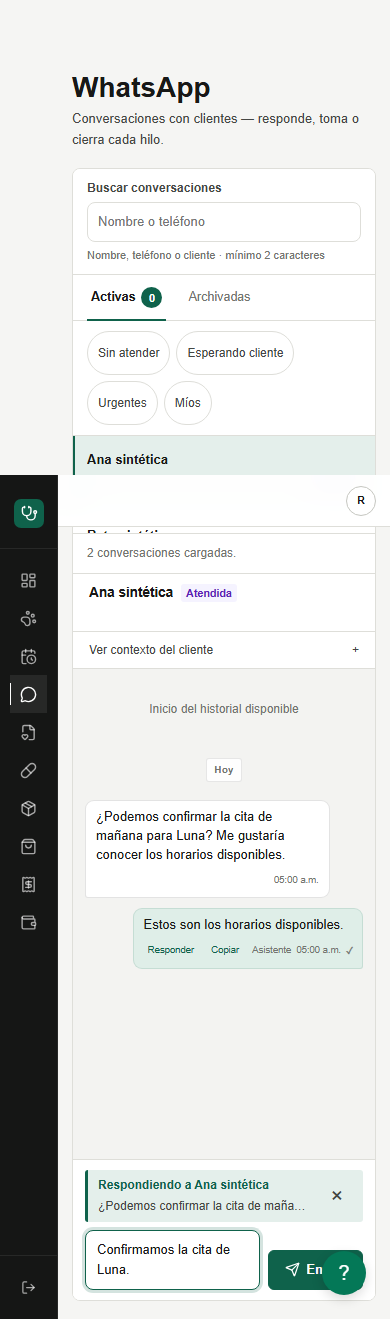 WhatsApp
Conversaciones con clientes — responde, toma o
cierra cada hilo.
Buscar conversaciones
Nombre o teléfono
Nombre, teléfono o cliente · mínimo 2 caracteres
Activas 0 Archivadas
Sin atender Esperando cliente
Urgentes Míos
Ana sintética
R
2 conversaciones cargadas.
Ana sintética Atendida
Ver contexto del cliente +
Inicio del historial disponible
Hoy
¿Podemos confirmar la cita de
mañana para Luna? Me gustaría
conocer los horarios disponibles.
05:00 a.m.
Estos son los horarios disponibles.
Responder Copiar Asistente 05:00 a.m. ✓
Respondiendo a Ana sintética
¿Podemos confirmar la cita de maña… ✕
Confirmamos la cita de
Luna.
?